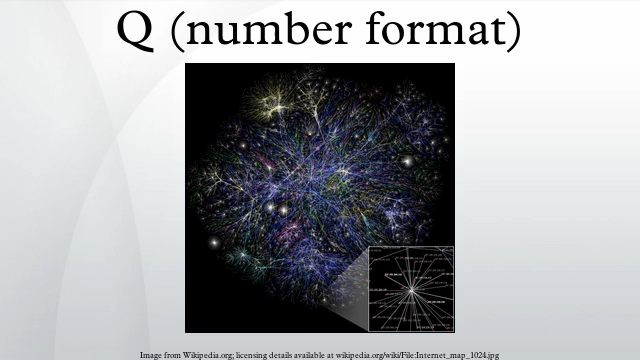 Q (number format)
Image from Wikipedia.org; licensing details available at wikipedia.org/wiki/File:Internet_map_1024.jpg